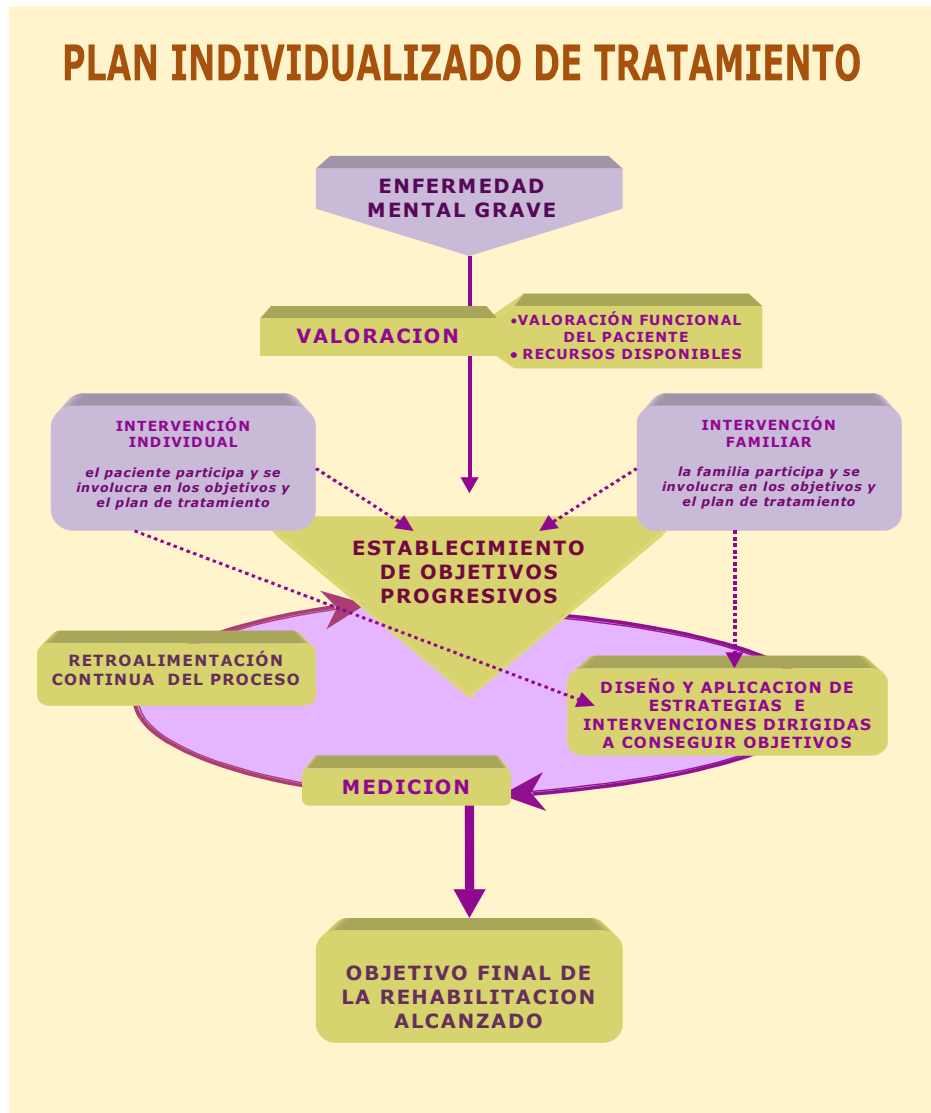 PLAN INDIVIDUALIZADO DE TRATAMIENTO
ENFERMEDAD
MENTAL GRAVE
VALORACION
•VALORACIÓN FUNCIONAL
DEL PACIENTE
• RECURSOS DISPONIBLES
INTERVENCIÓN
INDIVIDUAL
el paciente participa y se
involucra en los objetivos y
el plan de tratamiento
INTERVENCIÓN
FAMILIAR
la familia participa y se
involucra en los objetivos y
el plan de tratamiento
ESTABLECIMIENTO
DE OBJETIVOS
PROGRESIVOS
RETROALIMENTACIÓN
CONTINUA DEL PROCESO
DISEÑO Y APLICACION DE
ESTRATEGIAS E
INTERVENCIONES DIRIGIDAS
A CONSEGUIR OBJETIVOS
MEDICION
OBJETIVO FINAL DE
LA REHABILITACION
ALCANZADO